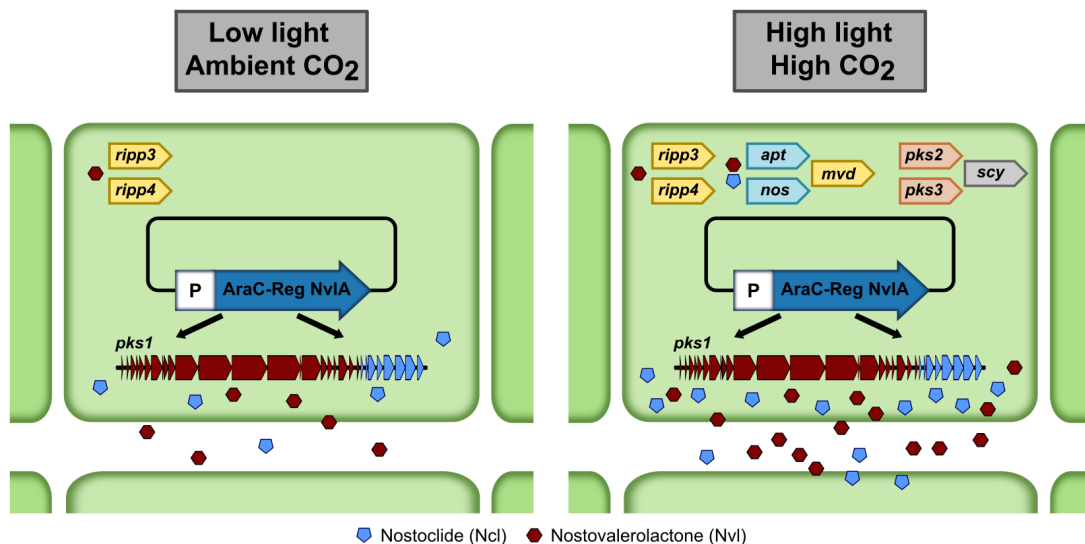 Low light
Ambient CO2
High light
High CO2
ripp3
ripp4
P
AraC-Reg NvlA
pks1
ripp3
ripp4
apt
nos
mvd
pks2
pks3
scy
P
AraC-Reg NvlA
pks1
Nostoclide (Ncl)
Nostovalerolactone (Nvl)